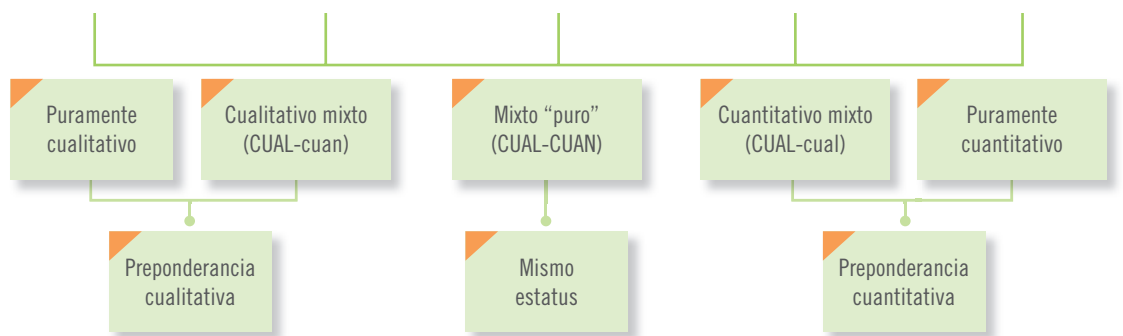 Puramente
cualitativo
Cualitativo mixto
(CUAL-cuan)
Mixto “puro”
(CUAL-CUAN)
Cuantitativo mixto
(CUAL-cual)
Puramente
cuantitativo
Preponderancia
cualitativa
Mismo
estatus
Preponderancia
cuantitativa